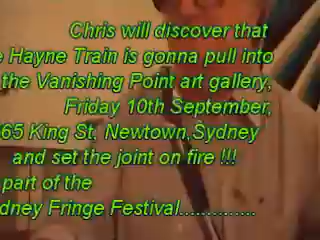 Chris will discover that
e Hayne Train is gonna pull into
the Vanishing Point art gallery,
Friday 10th September,
65 King St, Newtown,Sydney
and set the joint on fire !!!
part of the
dney Fringe Festival..............